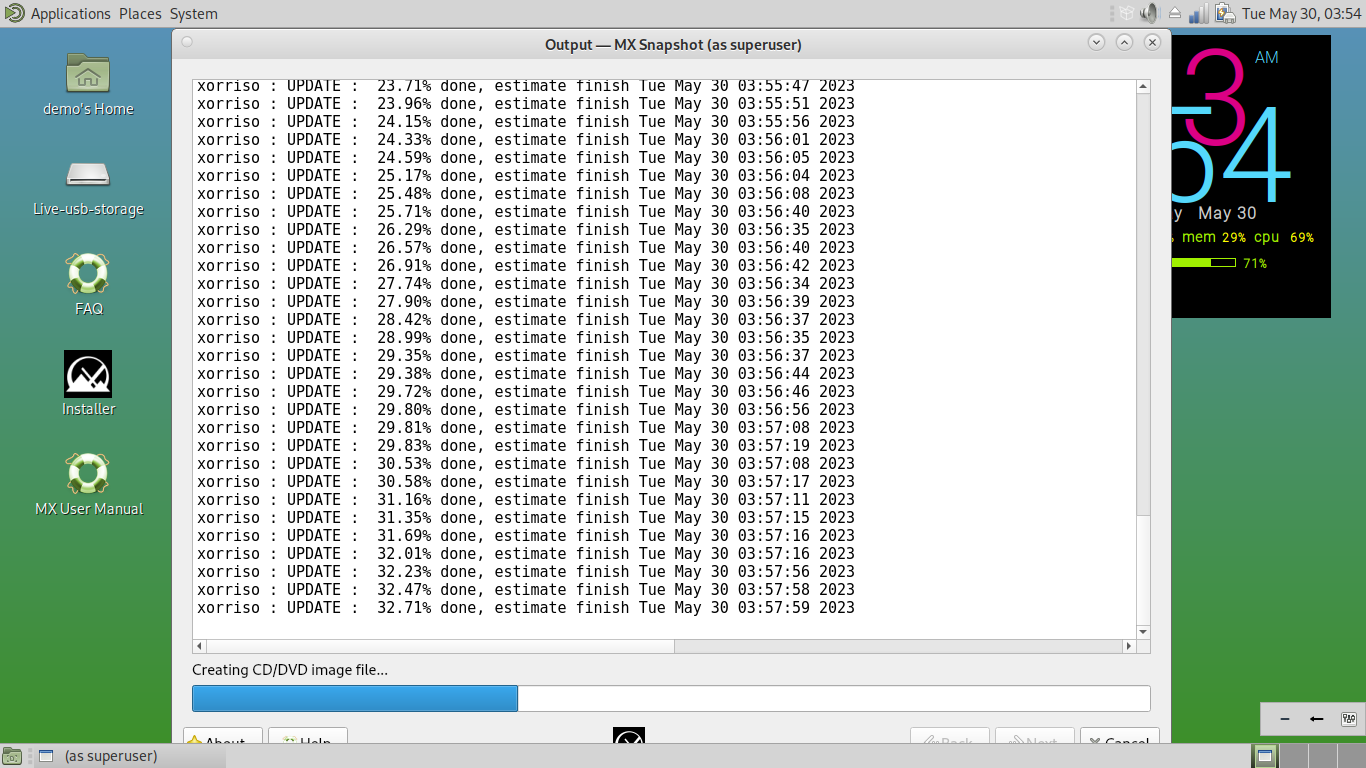 Applications Places System
Tue May 30, 03:54
demo's Home
Live-usb-storage
FAQ
Installer
MX User Manual
Output — MX Snapshot (as superuser)
xorriso : UPDATE :  23.71% done, estimate finish Tue May 30 03:55:47 2023
xorriso : UPDATE :  23.96% done, estimate finish Tue May 30 03:55:51 2023
xorriso : UPDATE :  24.15% done, estimate finish Tue May 30 03:55:56 2023
xorriso : UPDATE :  24.33% done, estimate finish Tue May 30 03:56:01 2023
xorriso : UPDATE :  24.59% done, estimate finish Tue May 30 03:56:05 2023
xorriso : UPDATE :  25.17% done, estimate finish Tue May 30 03:56:04 2023
xorriso : UPDATE :  25.48% done, estimate finish Tue May 30 03:56:08 2023
xorriso : UPDATE :  25.71% done, estimate finish Tue May 30 03:56:40 2023
xorriso : UPDATE :  26.29% done, estimate finish Tue May 30 03:56:35 2023
xorriso : UPDATE :  26.57% done, estimate finish Tue May 30 03:56:40 2023
xorriso : UPDATE :  26.91% done, estimate finish Tue May 30 03:56:42 2023
xorriso : UPDATE :  27.74% done, estimate finish Tue May 30 03:56:34 2023
xorriso : UPDATE :  27.90% done, estimate finish Tue May 30 03:56:39 2023
xorriso : UPDATE :  28.42% done, estimate finish Tue May 30 03:56:37 2023
xorriso : UPDATE :  28.99% done, estimate finish Tue May 30 03:56:35 2023
xorriso : UPDATE :  29.35% done, estimate finish Tue May 30 03:56:37 2023
xorriso : UPDATE :  29.38% done, estimate finish Tue May 30 03:56:44 2023
xorriso : UPDATE :  29.72% done, estimate finish Tue May 30 03:56:46 2023
xorriso : UPDATE :  29.80% done, estimate finish Tue May 30 03:56:56 2023
xorriso : UPDATE :  29.81% done, estimate finish Tue May 30 03:57:08 2023
xorriso : UPDATE :  29.83% done, estimate finish Tue May 30 03:57:19 2023
xorriso : UPDATE :  30.53% done, estimate finish Tue May 30 03:57:08 2023
xorriso : UPDATE :  30.58% done, estimate finish Tue May 30 03:57:17 2023
xorriso : UPDATE :  31.16% done, estimate finish Tue May 30 03:57:11 2023
xorriso : UPDATE :  31.35% done, estimate finish Tue May 30 03:57:15 2023
xorriso : UPDATE :  31.69% done, estimate finish Tue May 30 03:57:16 2023
xorriso : UPDATE :  32.01% done, estimate finish Tue May 30 03:57:16 2023
xorriso : UPDATE :  32.23% done, estimate finish Tue May 30 03:57:56 2023
xorriso : UPDATE :  32.47% done, estimate finish Tue May 30 03:57:58 2023
xorriso : UPDATE :  32.71% done, estimate finish Tue May 30 03:57:59 2023
Creating CD/DVD image file...
About... Help Back Next Cancel
3 AM
54
y May 30
% mem 29% cpu 69%
71%
(as superuser)